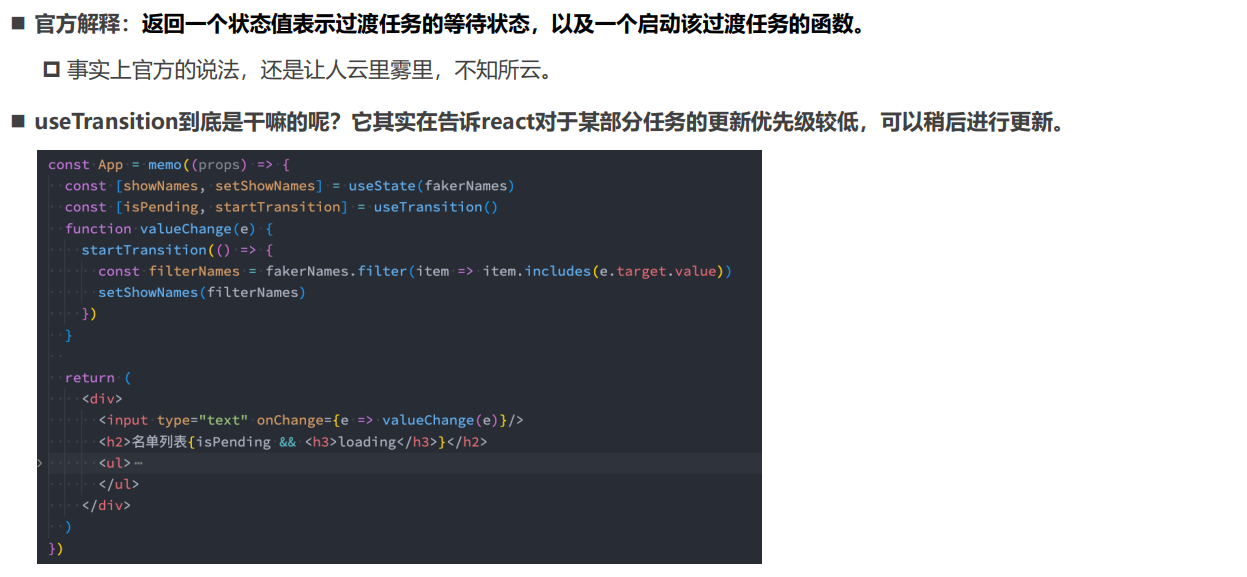 官方解释：返回一个状态值表示过渡任务的等待状态，以及一个启动该过渡任务的函数。
事实上官方的说法，还是让人云里雾里，不知所云。
useTransition到底是干嘛的呢？它其实在告诉react对于某部分任务的更新优先级较低，可以稍后进行更新。
const App = memo((props) => {
  const [showNames, setShowNames] = useState(fakerNames)
  const [isPending, startTransition] = useTransition()
  function valueChange(e) {
    startTransition(() => {
      const filterNames = fakerNames.filter(item => item.includes(e.target.value))
      setShowNames(filterNames)
    })
  }
  return (
    <div>
      <input type="text" onChange={e => valueChange(e)}/>
      <h2>名单列表{isPending && <h3>loading</h3>}</h2>
      <ul>…
      </ul>
    </div>
  )
})